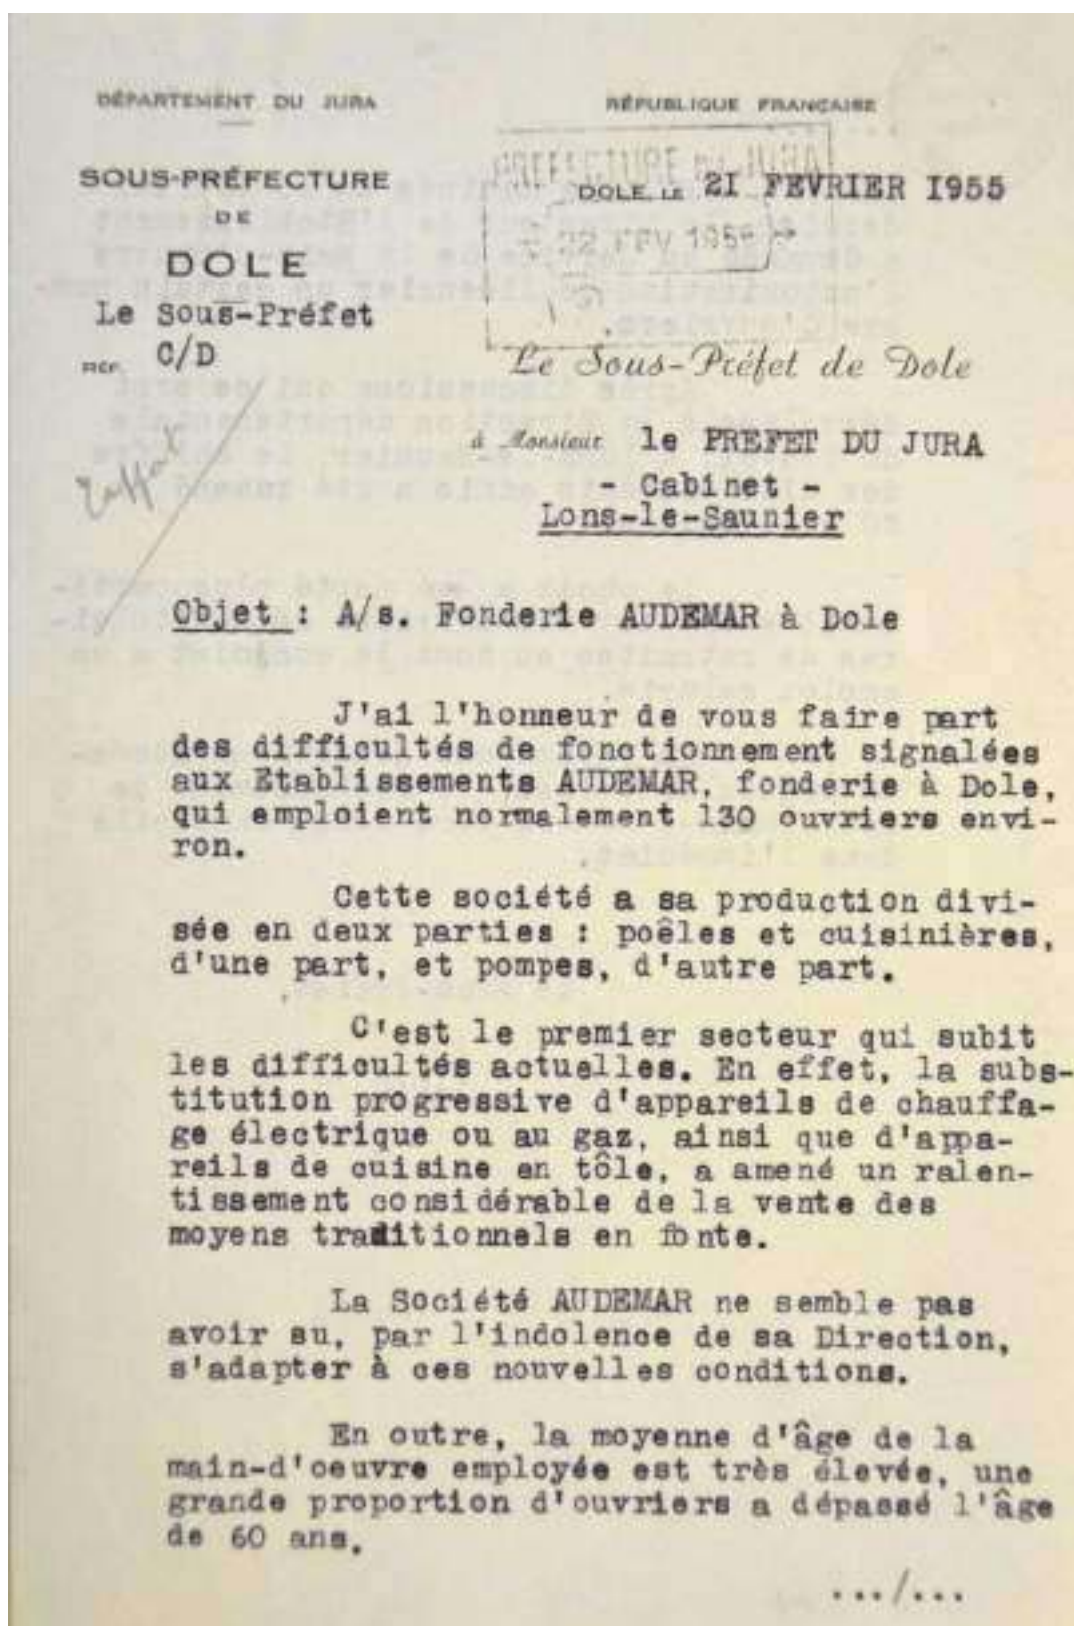 DÉPARTEMENT DU JURA
RÉPUBLIQUE FRANÇAISE
SOUS-PRÉFECTURE
DE
DOLE
Le Sous-Préfet
REF. C/D
PREFECTURE DU JURA
DOLE, LE 21 FEVRIER 1955
22 FEV 1955
Le Sous-Préfet de Dole
à Monsieur le PREFET DU JURA
- Cabinet -
Lons-le-Saunier
Objet : A/s. Fonderie AUDEMAR à Dole
J'ai l'honneur de vous faire part
des difficultés de fonctionnement signalées
aux Etablissements AUDEMAR, fonderie à Dole,
qui emploient normalement 130 ouvriers envi-
ron.
Cette société a sa production divi-
sée en deux parties : poêles et cuisinières,
d'une part, et pompes, d'autre part.
C'est le premier secteur qui subit
les difficultés actuelles. En effet, la subs-
titution progressive d'appareils de chauffa-
ge électrique ou au gaz, ainsi que d'appa-
reils de cuisine en tôle, a amené un ralen-
tissement considérable de la vente des
moyens traditionnels en fonte.
La Société AUDEMAR ne semble pas
avoir su, par l'indolence de sa Direction,
s'adapter à ces nouvelles conditions.
En outre, la moyenne d'âge de la
main-d'oeuvre employée est très élevée, une
grande proportion d'ouvriers a dépassé l'âge
de 60 ans.
.../...